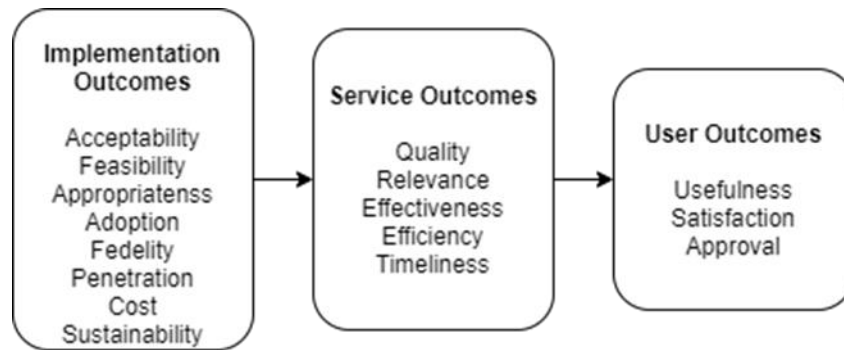 Implementation
Outcomes
Acceptability
Feasibility
Appropriatenss
Adoption
Fedelity
Penetration
Cost
Sustainability
Service Outcomes
Quality
Relevance
Effectiveness
Efficiency
Timeliness
User Outcomes
Usefulness
Satisfaction
Approval